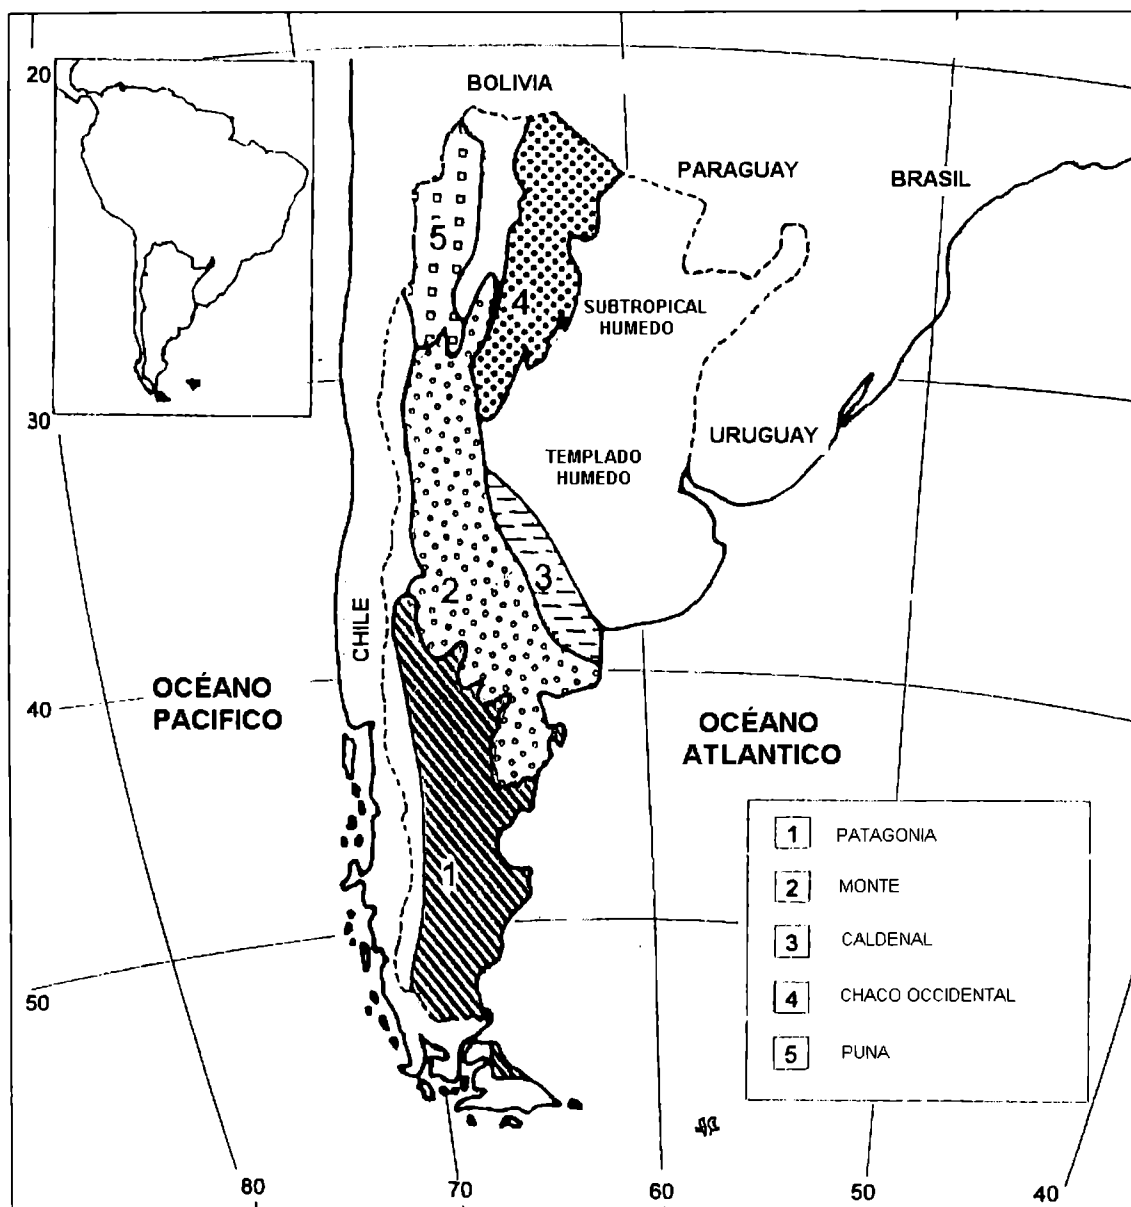 20
BOLIVIA
PARAGUAY
BRASIL
5
4
SUBTROPICAL
HUMEDO
30
URUGUAY
TEMPLADO
HUMEDO
3
2
CHILE
OCÉANO
PACIFICO
40
OCÉANO
ATLANTICO
1
1 PATAGONIA
2 MONTE
3 CALDENAL
4 CHACO OCCIDENTAL
5 PUNA
50
80
70
60
50
40